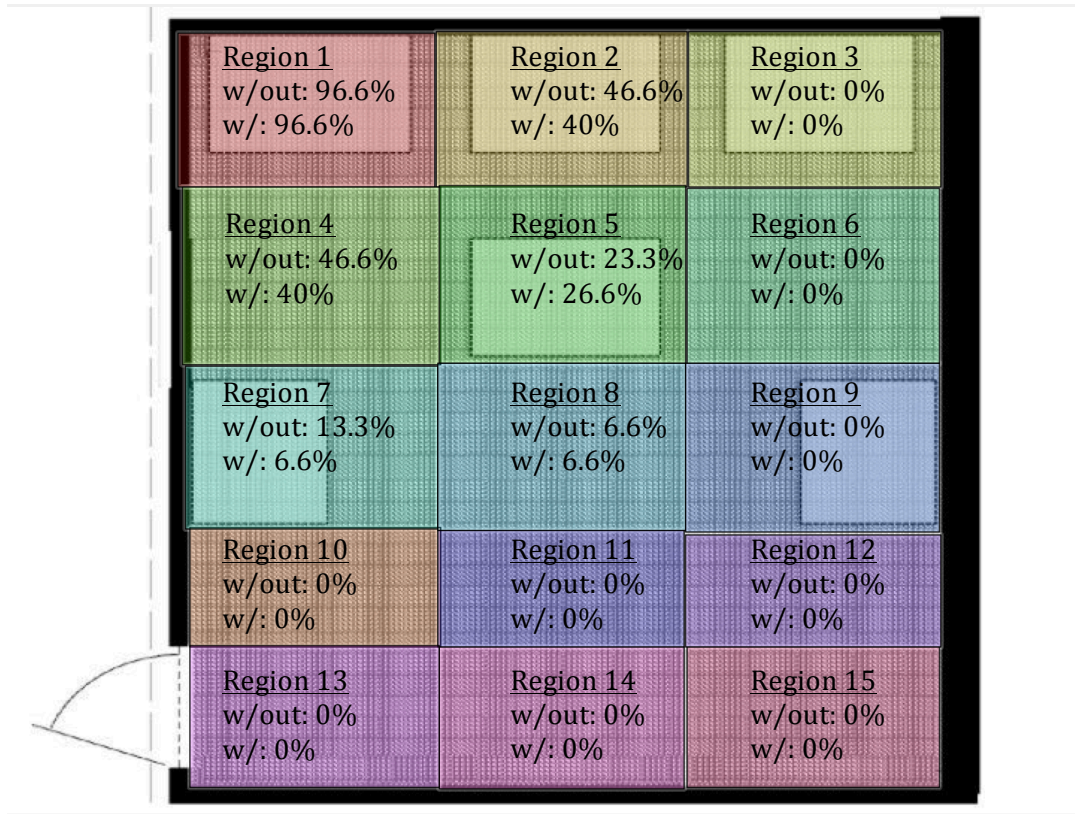 Region 1
w/out: 96.6%
w/: 96.6%
Region 2
w/out: 46.6%
w/: 40%
Region 3
w/out: 0%
w/: 0%
Region 4
w/out: 46.6%
w/: 40%
Region 5
w/out: 23.3%
w/: 26.6%
Region 6
w/out: 0%
w/: 0%
Region 7
w/out: 13.3%
w/: 6.6%
Region 8
w/out: 6.6%
w/: 6.6%
Region 9
w/out: 0%
w/: 0%
Region 10
w/out: 0%
w/: 0%
Region 11
w/out: 0%
w/: 0%
Region 12
w/out: 0%
w/: 0%
Region 13
w/out: 0%
w/: 0%
Region 14
w/out: 0%
w/: 0%
Region 15
w/out: 0%
w/: 0%